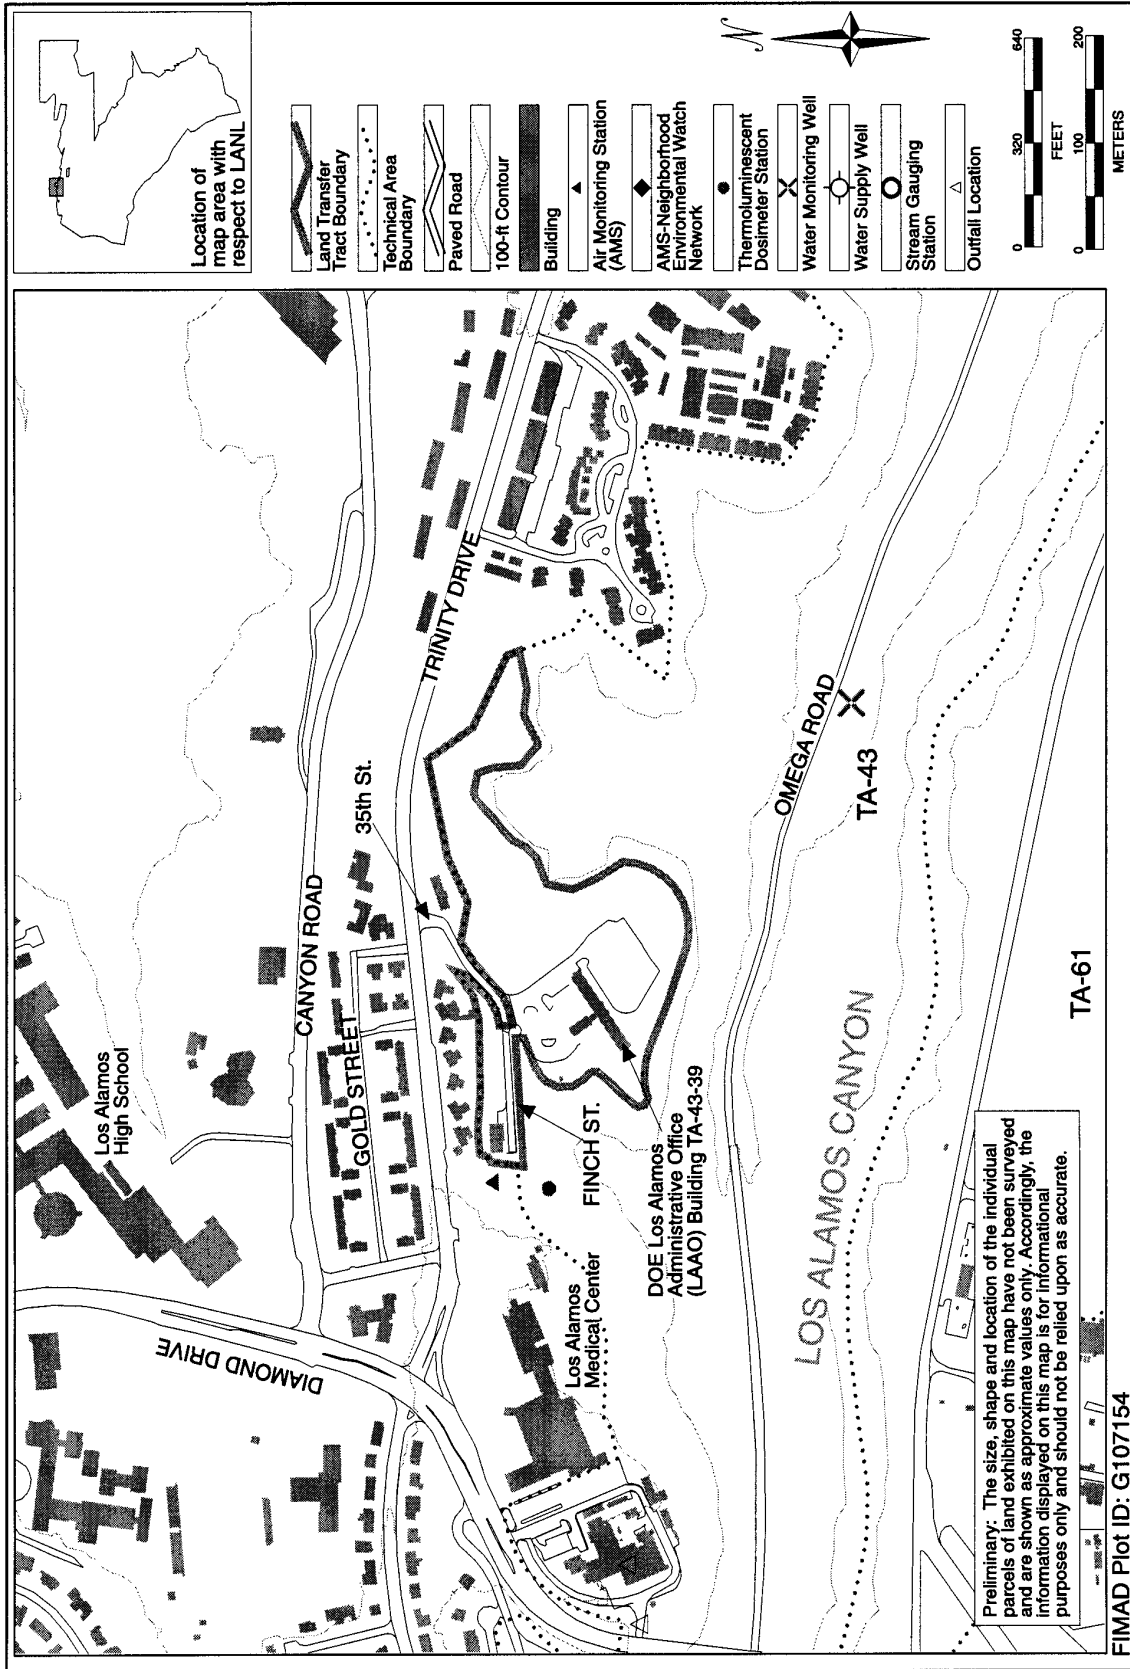 Los Alamos
High School
CANYON ROAD
GOLD STREET
35th St.
TRINITY DRIVE
DIAMOND DRIVE
FINCH ST.
Los Alamos
Medical Center
DOE Los Alamos
Administrative Office
(LAAO) Building TA-43-39
OMEGA ROAD
TA-43
LOS ALAMOS CANYON
TA-61
Preliminary: The size, shape and location of the individual
parcels of land exhibited on this map have not been surveyed
and are shown as approximate values only. Accordingly, the
information displayed on this map is for informational
purposes only and should not be relied upon as accurate.
FIMAD Plot ID: G107154
Location of
map area with
respect to LANL
Land Transfer
Tract Boundary
Technical Area
Boundary
Paved Road
100-ft Contour
Building
Air Monitoring Station
(AMS)
AMS-Neighborhood
Environmental Watch
Network
Thermoluminescent
Dosimeter Station
Water Monitoring Well
Water Supply Well
Stream Gauging
Station
Outfall Location
N
0 320 640
FEET
0 100 200
METERS